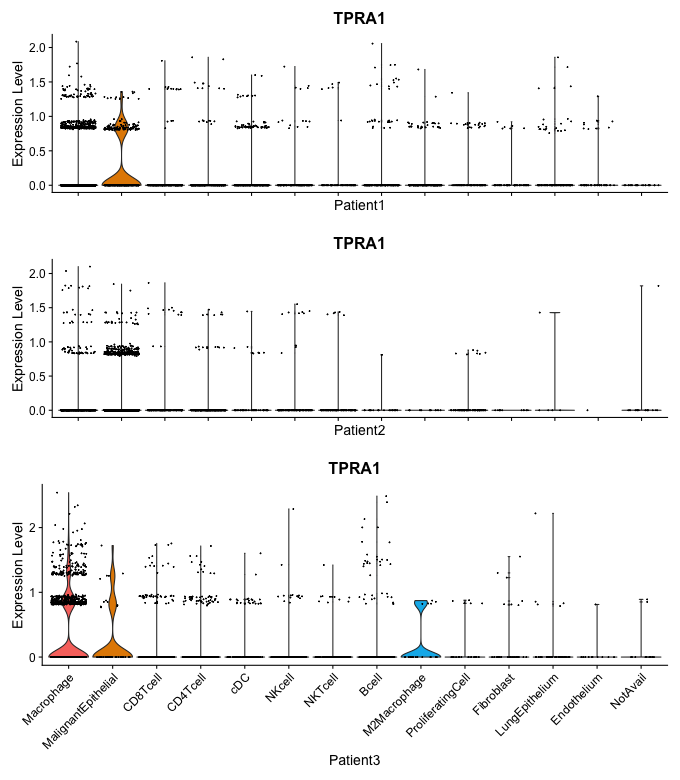 TPRA1
2.0
1.5
1.0
0.5
0.0
Expression Level
Patient1
TPRA1
2.0
1.5
1.0
0.5
0.0
Expression Level
Patient2
TPRA1
2
1
0
Expression Level
Macrophage
MalignantEpithelial
CD8Tcell
CD4Tcell
cDC
NKcell
NKTcell
Bcell
M2Macrophage
ProliferatingCell
Fibroblast
LungEpithelium
Endothelium
NotAvail
Patient3